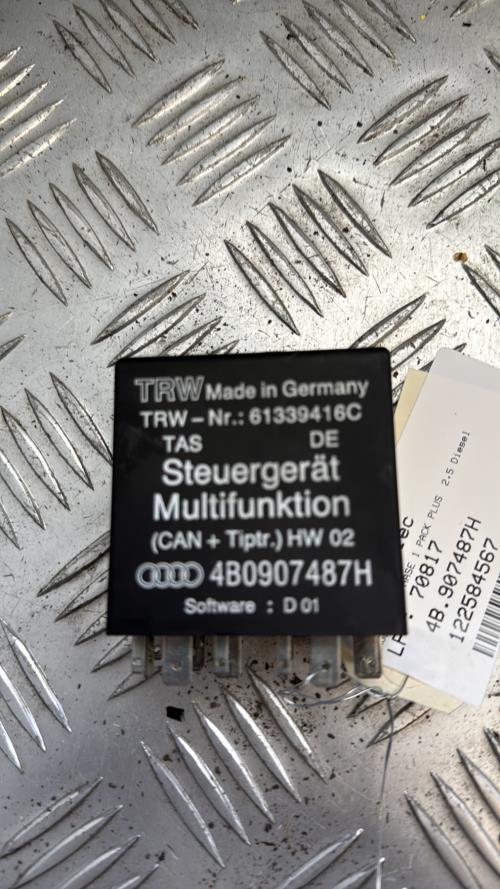 TRW Made in Germany
TRW – Nr.: 61339416C
TAS DE
Steuergerät
Multifunktion
(CAN + Tiptr.) HW 02
4B0907487H
Software : D 01
PACK PLUS 2.5 Diesel
70817
4B.907487H
122584567